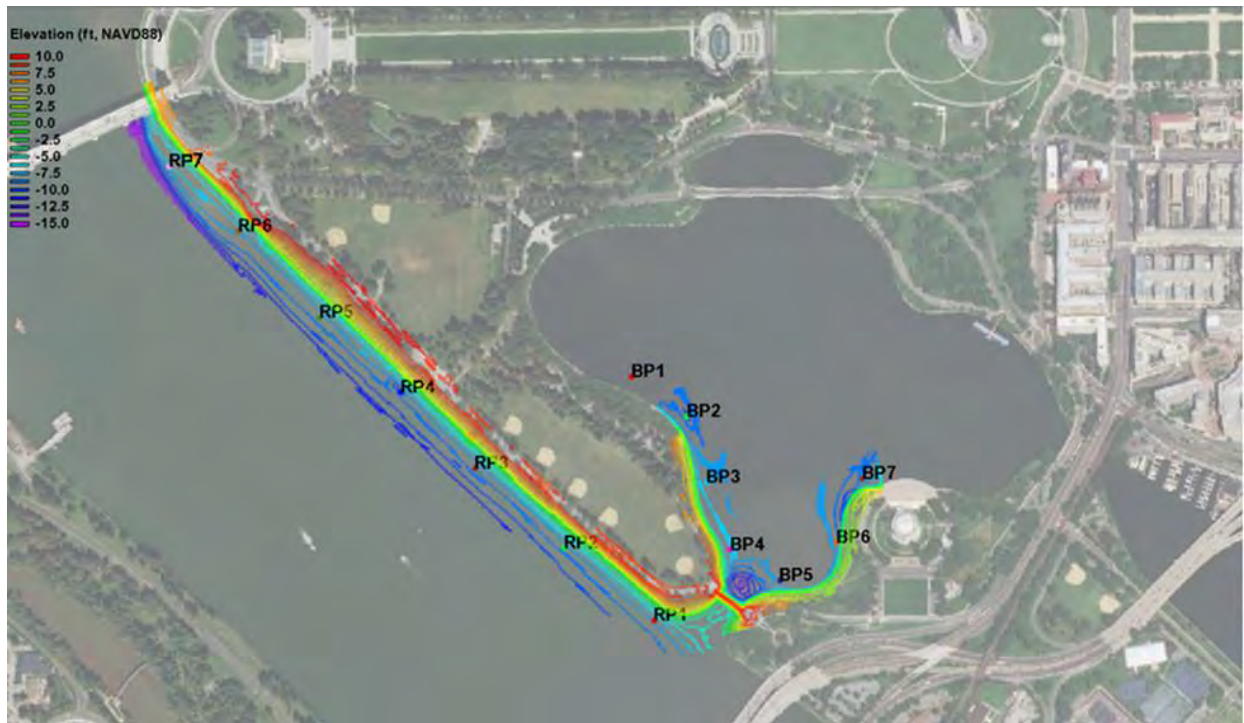 Elevation (ft, NAVD88)
10.0
7.5
5.0
2.5
0.0
-2.5
-5.0
-7.5
-10.0
-12.5
-15.0
RP7
RP6
RP5
BP1
RP4
BP2
RP3
BP7
BP3
BP6
RP2
BP4
BP5
RP1